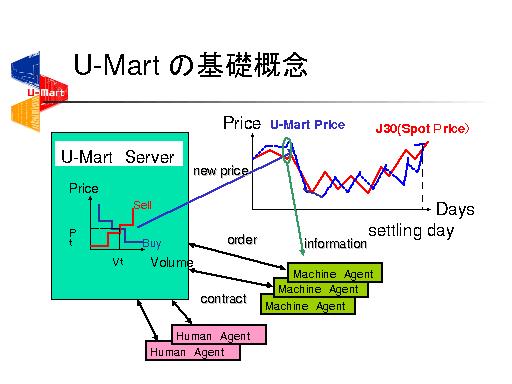 U-Mart の基礎概念
U-Mart
Price
U-Mart Price
J30(Spot Price)
U-Mart Server
new price
Price
Sell
P
t
Buy
Vt
Volume
Days
settling day
order
information
contract
Machine Agent
Machine Agent
Machine Agent
Human Agent
Human Agent